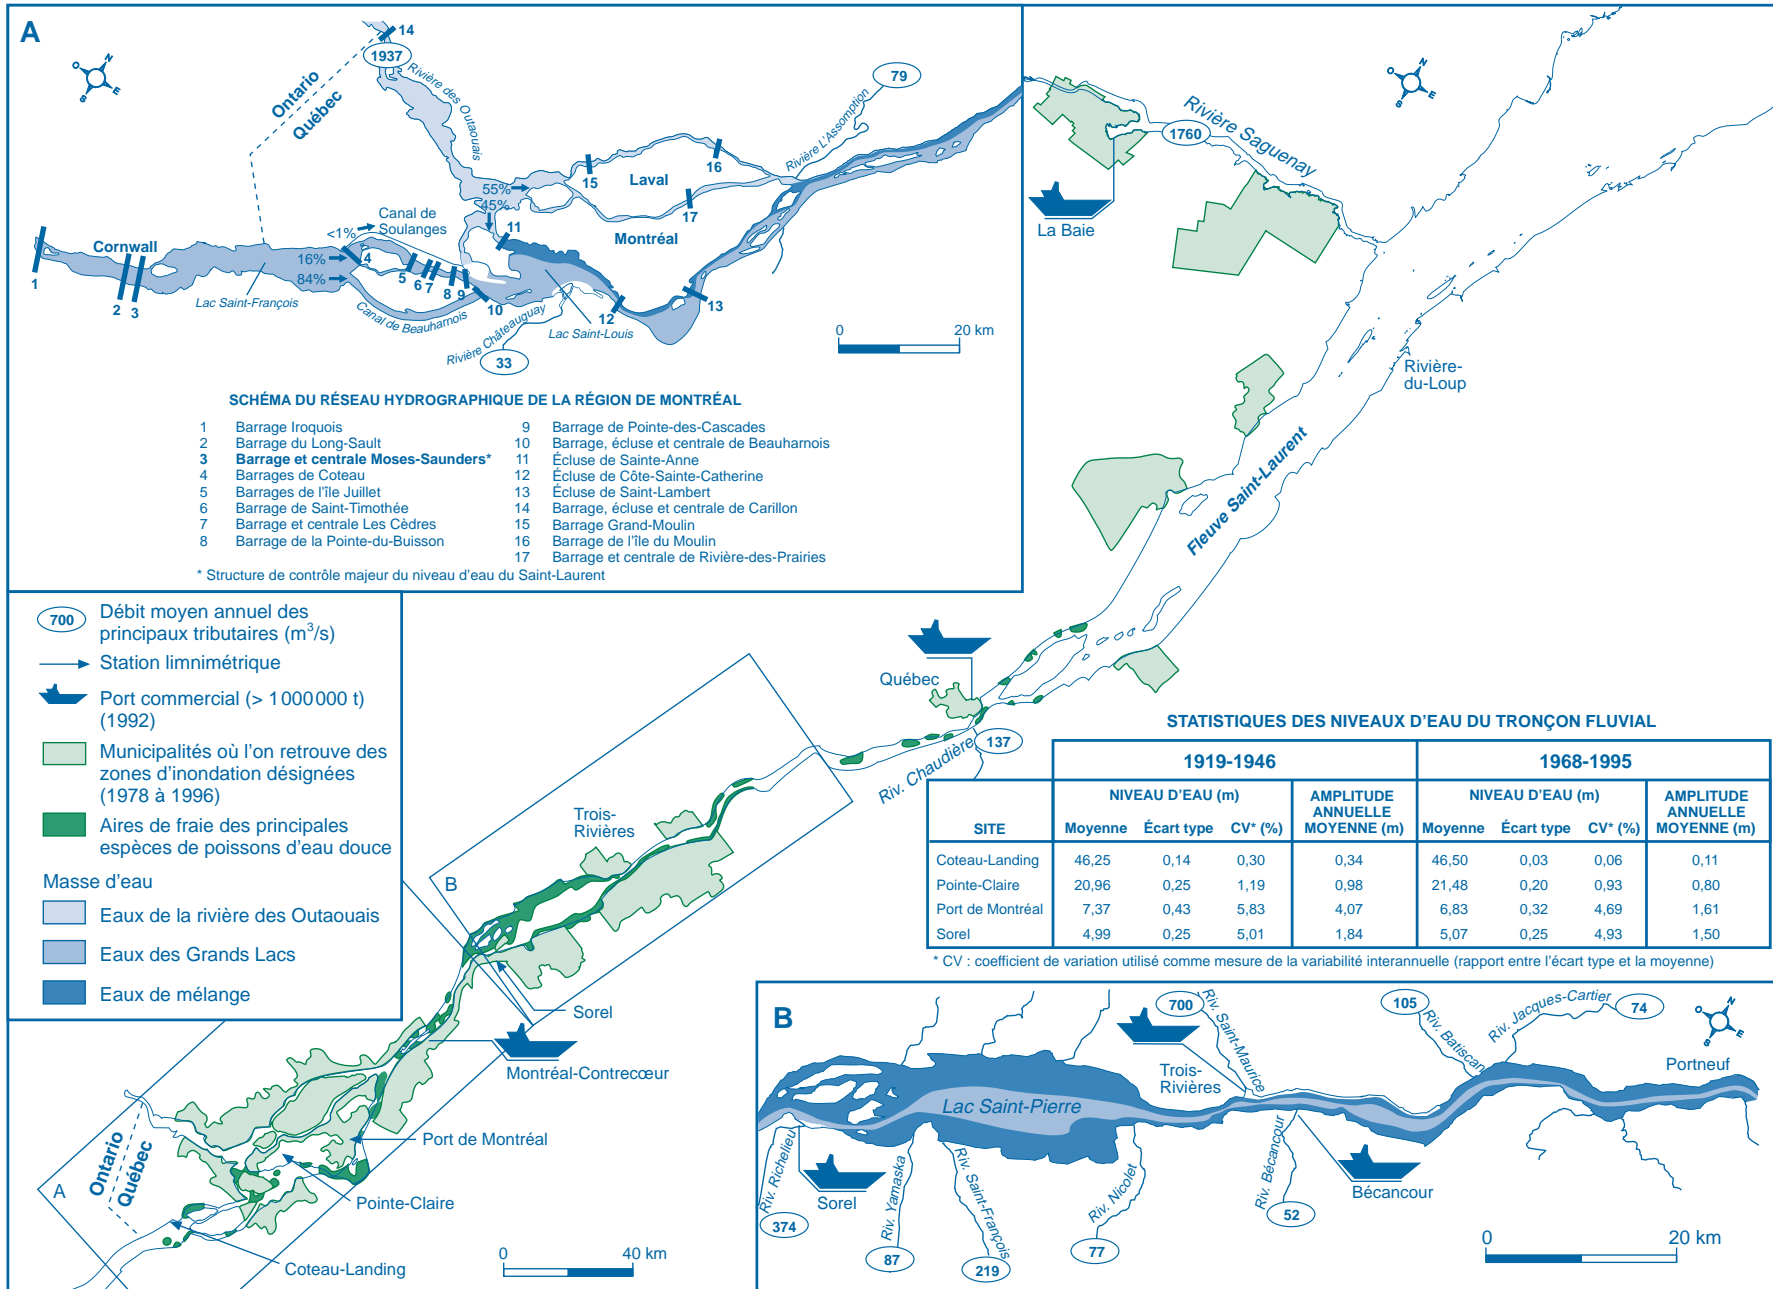 A
14
1937
Rivière des Outaouais
Ontario
Québec
79
Rivière L'Assomption
15
16
Laval
17
Montréal
55%
45%
11
Canal de
Soulanges
<1%
16%
84%
Cornwall
1
2
3
4
5
6
7
8
9
10
12
13
Lac Saint-François
Canal de Beauharnois
Rivière Châteauguay
33
Lac Saint-Louis
0 20 km
N
E
S
O
SCHÉMA DU RÉSEAU HYDROGRAPHIQUE DE LA RÉGION DE MONTRÉAL
1 Barrage Iroquois
2 Barrage du Long-Sault
3 Barrage et centrale Moses-Saunders*
4 Barrages de Coteau
5 Barrages de l'île Juillet
6 Barrage de Saint-Timothée
7 Barrage et centrale Les Cèdres
8 Barrage de la Pointe-du-Buisson
9 Barrage de Pointe-des-Cascades
10 Barrage, écluse et centrale de Beauharnois
11 Écluse de Sainte-Anne
12 Écluse de Côte-Sainte-Catherine
13 Écluse de Saint-Lambert
14 Barrage, écluse et centrale de Carillon
15 Barrage Grand-Moulin
16 Barrage de l'île du Moulin
17 Barrage et centrale de Rivière-des-Prairies
* Structure de contrôle majeur du niveau d'eau du Saint-Laurent
700 Débit moyen annuel des
principaux tributaires (m³/s)
Station limnimétrique
Port commercial (> 1 000 000 t)
(1992)
Municipalités où l'on retrouve des
zones d'inondation désignées
(1978 à 1996)
Aires de fraie des principales
espèces de poissons d'eau douce
Masse d'eau
Eaux de la rivière des Outaouais
Eaux des Grands Lacs
Eaux de mélange
Rivière Saguenay
1760
La Baie
N
E
S
O
Rivière-
du-Loup
Fleuve Saint-Laurent
Québec
137
Riv. Chaudière
Trois-
Rivières
B
Sorel
Montréal-Contrecœur
Port de Montréal
Pointe-Claire
Coteau-Landing
Ontario
Québec
A
0 40 km
STATISTIQUES DES NIVEAUX D'EAU DU TRONÇON FLUVIAL
1919-1946 1968-1995
NIVEAU D'EAU (m) AMPLITUDE ANNUELLE MOYENNE (m) NIVEAU D'EAU (m) AMPLITUDE ANNUELLE MOYENNE (m)
SITE Moyenne Écart type CV* (%) Moyenne Écart type CV* (%)
Coteau-Landing 46,25 0,14 0,30 0,34 46,50 0,03 0,06 0,11
Pointe-Claire 20,96 0,25 1,19 0,98 21,48 0,20 0,93 0,80
Port de Montréal 7,37 0,43 5,83 4,07 6,83 0,32 4,69 1,61
Sorel 4,99 0,25 5,01 1,84 5,07 0,25 4,93 1,50
* CV : coefficient de variation utilisé comme mesure de la variabilité interannuelle (rapport entre l'écart type et la moyenne)
B
700
Riv. Saint-Maurice
105
Riv. Batiscan
Riv. Jacques-Cartier
74
N
E
S
O
Trois-
Rivières
Portneuf
Lac Saint-Pierre
Riv. Richelieu
374
Sorel
Riv. Yamaska
87
Riv. Saint-François
219
Riv. Nicolet
77
Riv. Bécancour
52
Bécancour
0 20 km